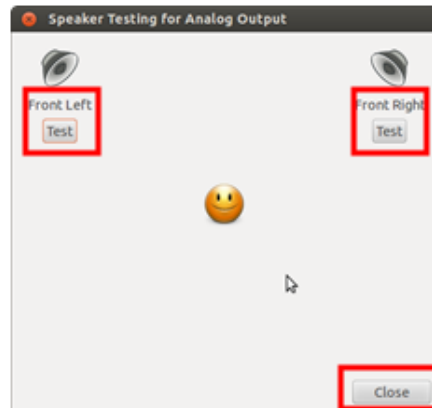 Speaker Testing for Analog Output
Front Left
Front Right
Test
Test
Close